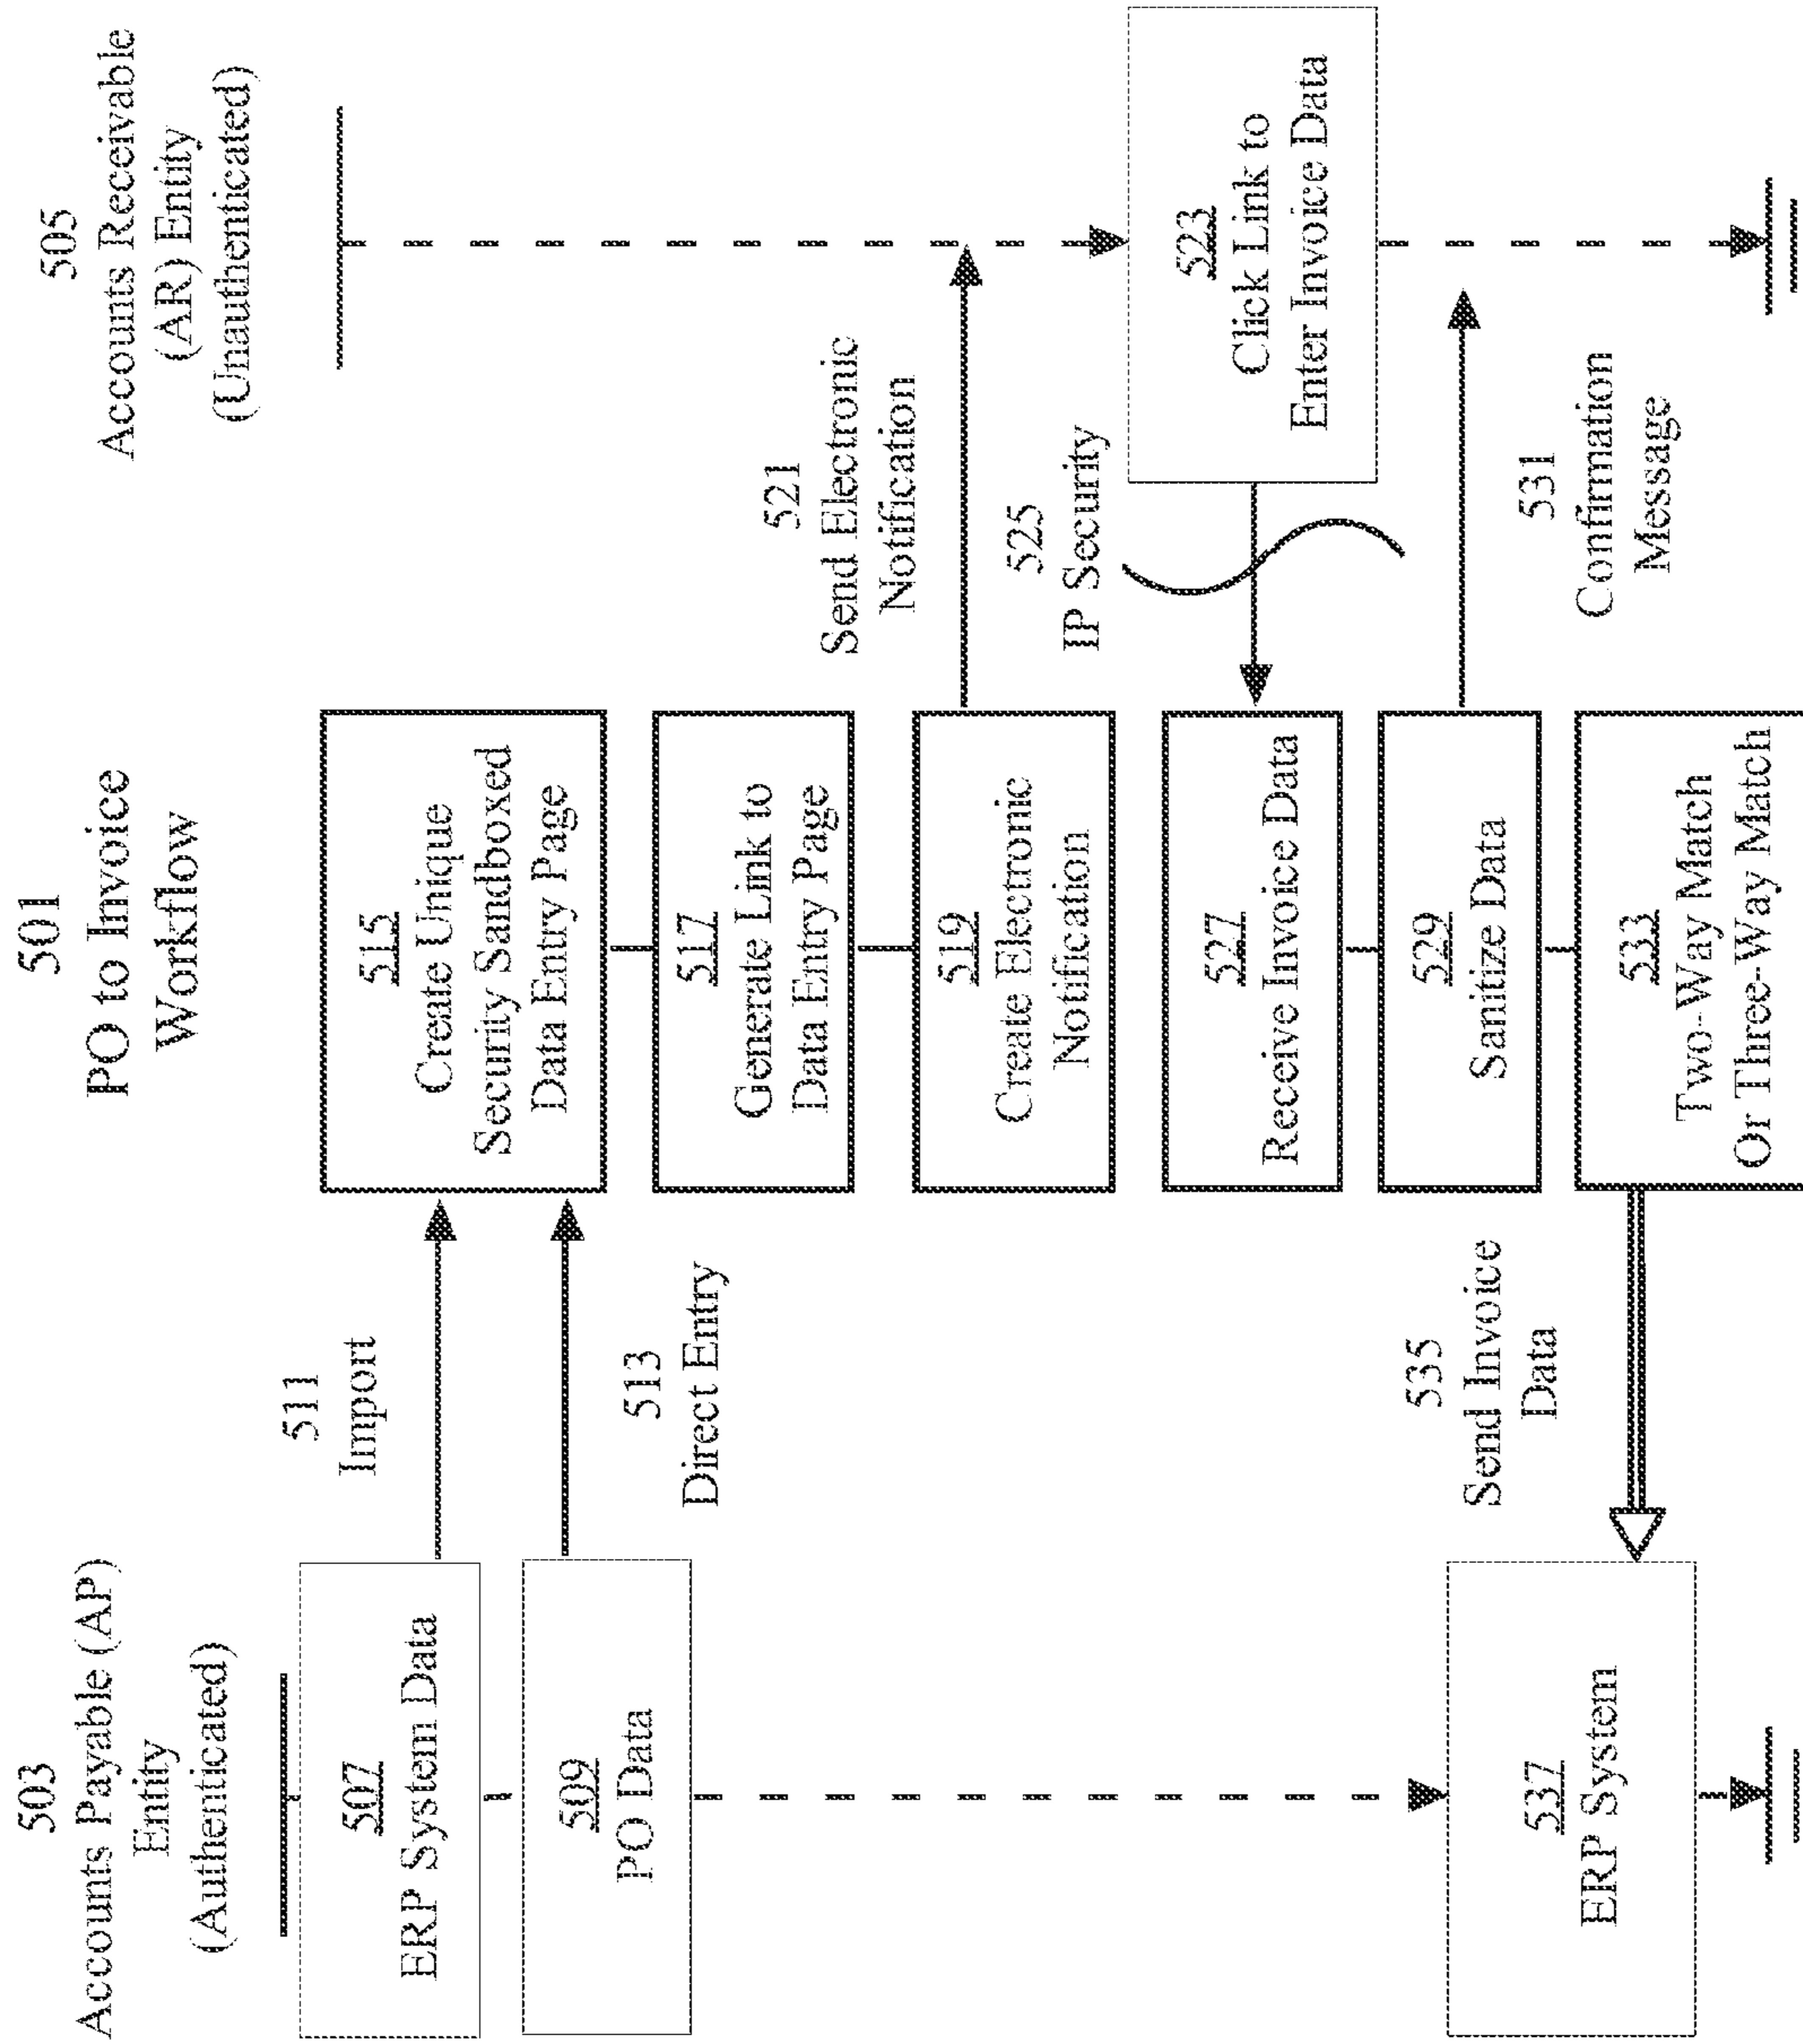 503
Accounts Payable (AP)
Entity
(Authenticated)
501
PO to Invoice
Workflow
505
Accounts Receivable
(AR) Entity
(Unauthenticated)
507
ERP System Data
511
Import
515
Create Unique
Security Sandboxed
Data Entry Page
509
PO Data
513
Direct Entry
517
Generate Link to
Data Entry Page
519
Create Electronic
Notification
521
Send Electronic
Notification
523
Click Link to
Enter Invoice Data
525
IP Security
527
Receive Invoice Data
529
Sanitize Data
531
Confirmation
Message
533
Two-Way Match
Or Three-Way Match
535
Send Invoice
Data
537
ERP System